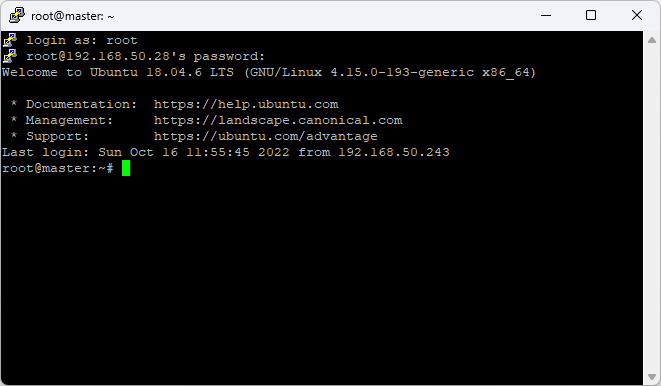 root@master: ~
login as: root
root@192.168.50.28's password:
Welcome to Ubuntu 18.04.6 LTS (GNU/Linux 4.15.0-193-generic x86_64)
* Documentation:  https://help.ubuntu.com
* Management:     https://landscape.canonical.com
* Support:        https://ubuntu.com/advantage
Last login: Sun Oct 16 11:55:45 2022 from 192.168.50.243
root@master:~#